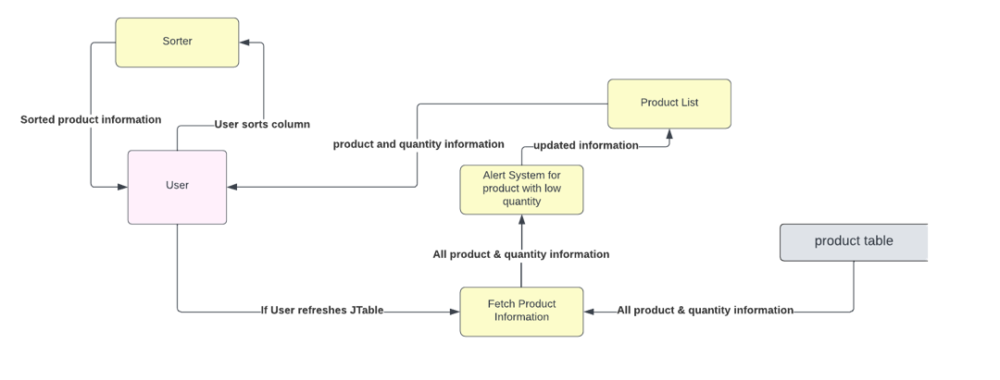 Sorter
Product List
Sorted product information
User sorts column
product and quantity information
updated information
Alert System for
product with low
quantity
User
product table
All product & quantity information
Fetch Product
Information
If User refreshes JTable
All product & quantity information